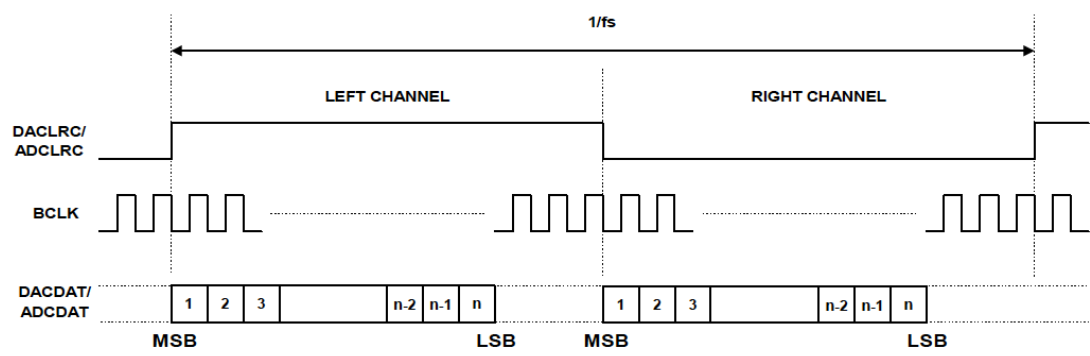 1/fs
LEFT CHANNEL RIGHT CHANNEL
DACLRC/
ADCLRC
BCLK
DACDAT/
ADCDAT
1 2 3 n-2 n-1 n 1 2 3 n-2 n-1 n
MSB LSB MSB LSB